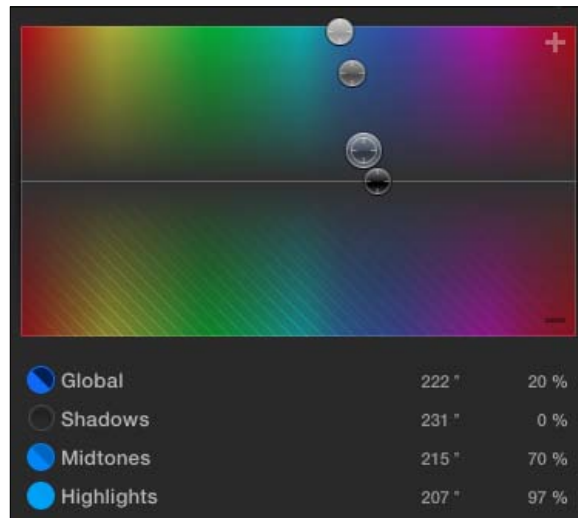 +
−
Global 222 ° 20 %
Shadows 231 ° 0 %
Midtones 215 ° 70 %
Highlights 207 ° 97 %